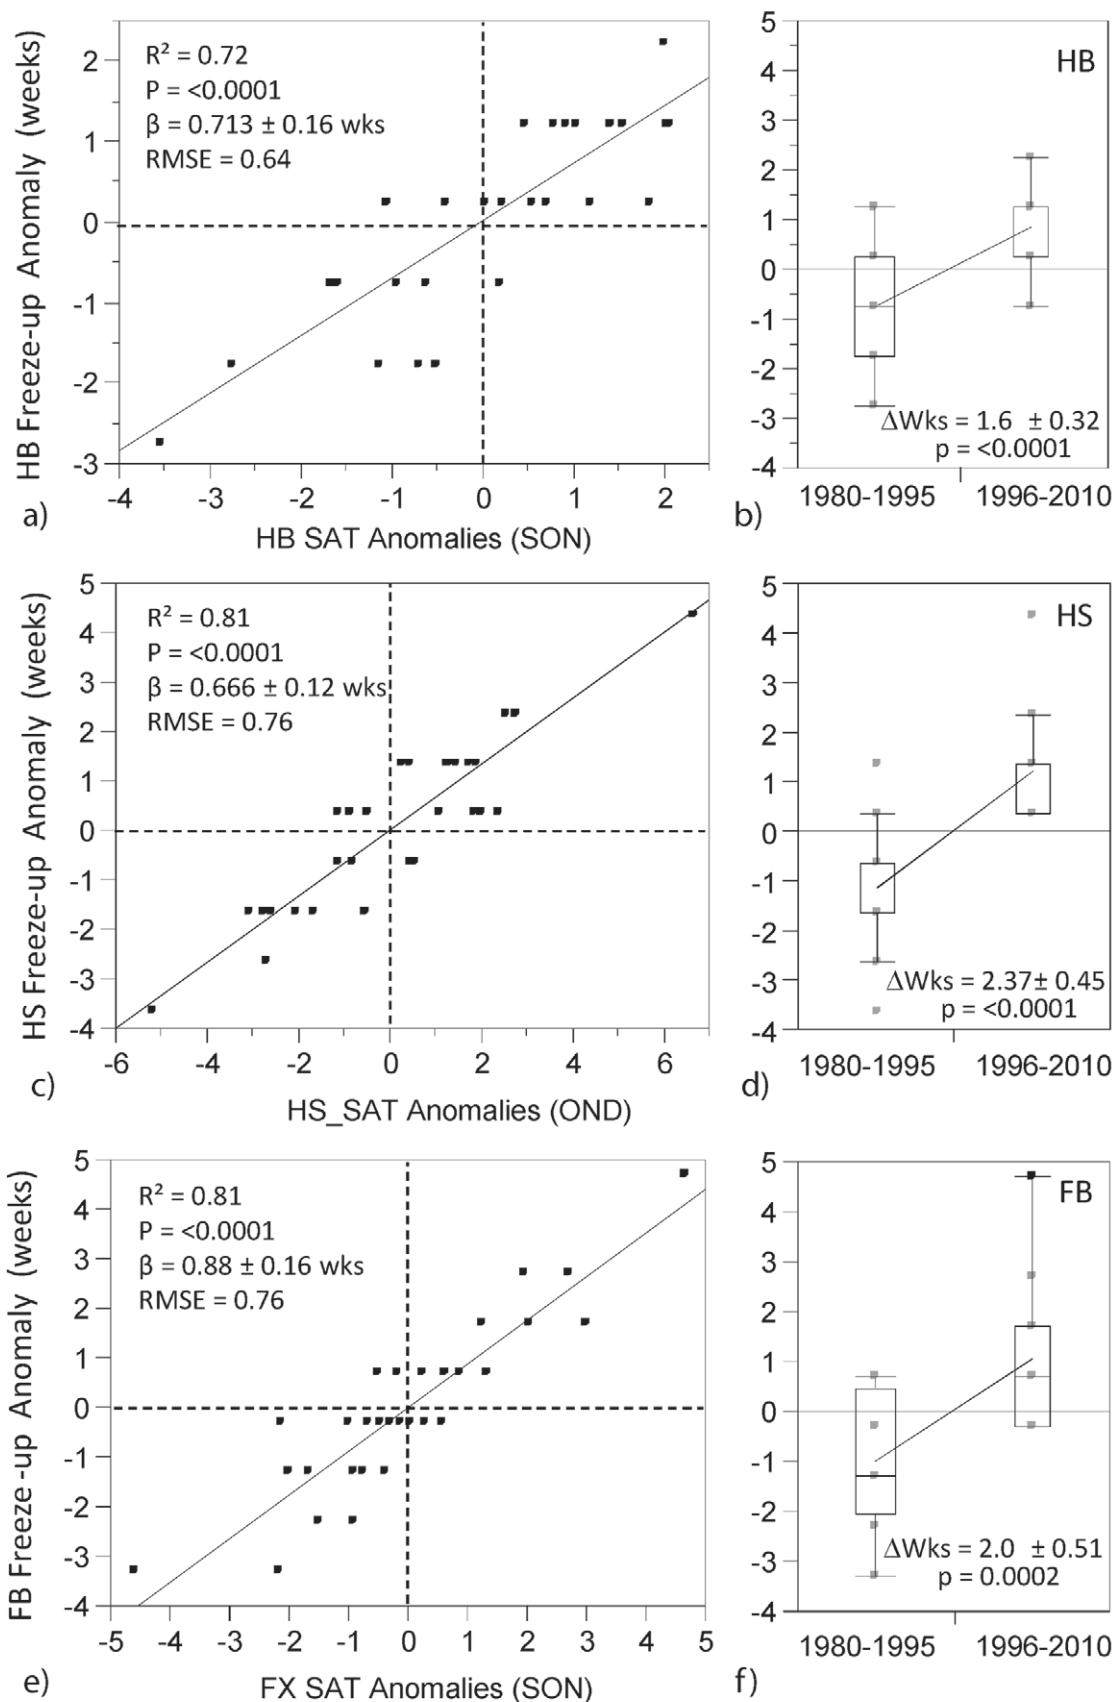 HB Freeze-up Anomaly (weeks)
2
1
0
-1
-2
-3
R² = 0.72
P = <0.0001
β = 0.713 ± 0.16 wks
RMSE = 0.64
-4 -3 -2 -1 0 1 2
a)
HB SAT Anomalies (SON)
5
4
3
2
1
0
-1
-2
-3
-4
HB
ΔWks = 1.6 ± 0.32
p = <0.0001
1980-1995 1996-2010
b)
HS Freeze-up Anomaly (weeks)
5
4
3
2
1
0
-1
-2
-3
-4
R² = 0.81
P = <0.0001
β = 0.666 ± 0.12 wks
RMSE = 0.76
-6 -4 -2 0 2 4 6
c)
HS_SAT Anomalies (OND)
5
4
3
2
1
0
-1
-2
-3
-4
HS
ΔWks = 2.37± 0.45
p = <0.0001
1980-1995 1996-2010
d)
FB Freeze -up Anomaly (weeks)
5
4
3
2
1
0
-1
-2
-3
-4
R² = 0.81
P = <0.0001
β = 0.88 ± 0.16 wks
RMSE = 0.76
-5 -4 -3 -2 -1 0 1 2 3 4 5
e)
FX SAT Anomalies (SON)
5
4
3
2
1
0
-1
-2
-3
-4
FB
ΔWks = 2.0 ± 0.51
p = 0.0002
1980-1995 1996-2010
f)